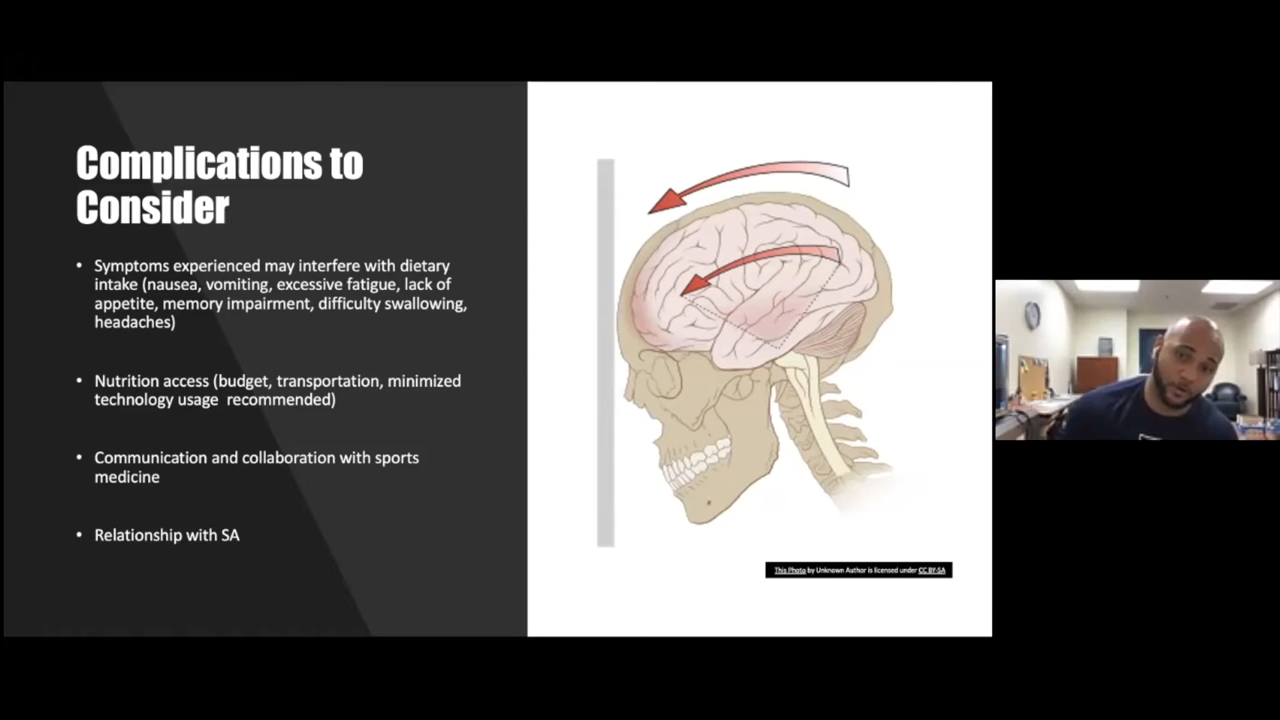 Complications to
Consider
• Symptoms experienced may interfere with dietary
intake (nausea, vomiting, excessive fatigue, lack of
appetite, memory impairment, difficulty swallowing,
headaches)
• Nutrition access (budget, transportation, minimized
technology usage recommended)
• Communication and collaboration with sports
medicine
• Relationship with SA
This Photo by Unknown Author is licensed under CC BY-SA